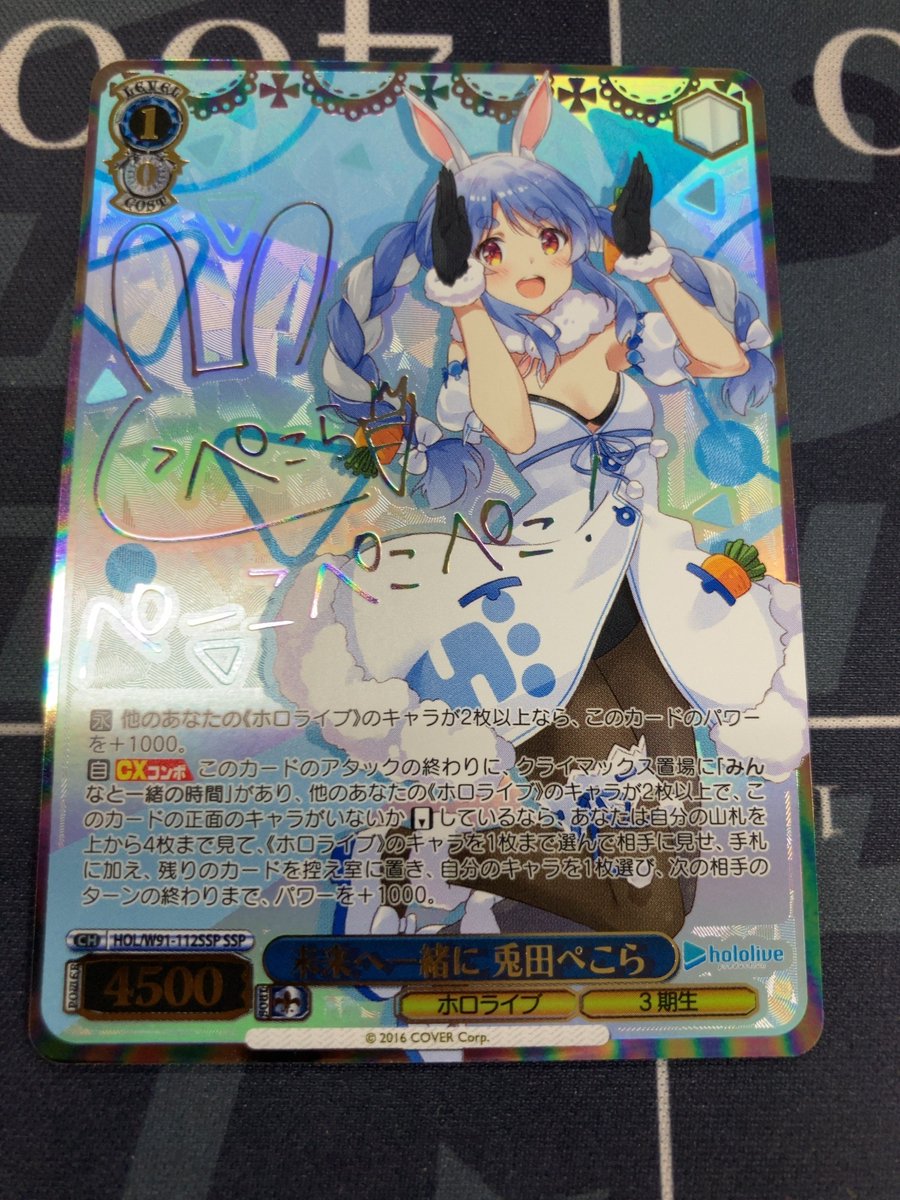 LEVEL
1
0
COST
ぺこら
ぺこーぺこぺこ!
永 他のあなたの《ホロライブ》のキャラが2枚以上なら、このカードのパワー
を+1000。
自 CXコンボ このカードのアタックの終わりに、クライマックス置場に「みん
なと一緒の時間」があり、他のあなたの《ホロライブ》のキャラが2枚以上で、こ
のカードの正面のキャラがいないかしているなら、あなたは自分の山札を
上から4枚まで見て、《ホロライブ》のキャラを1枚まで選んで相手に見せ、手札
に加え、残りのカードを控え室に置き、自分のキャラを1枚選び、次の相手の
ターンの終わりまで、パワーを+1000。
CH HOL/W91-112SSP SSP
未来へ一緒に 兎田ぺこら
hololive
production
POWER
4500
ホロライブ
3期生
© 2016 COVER Corp.